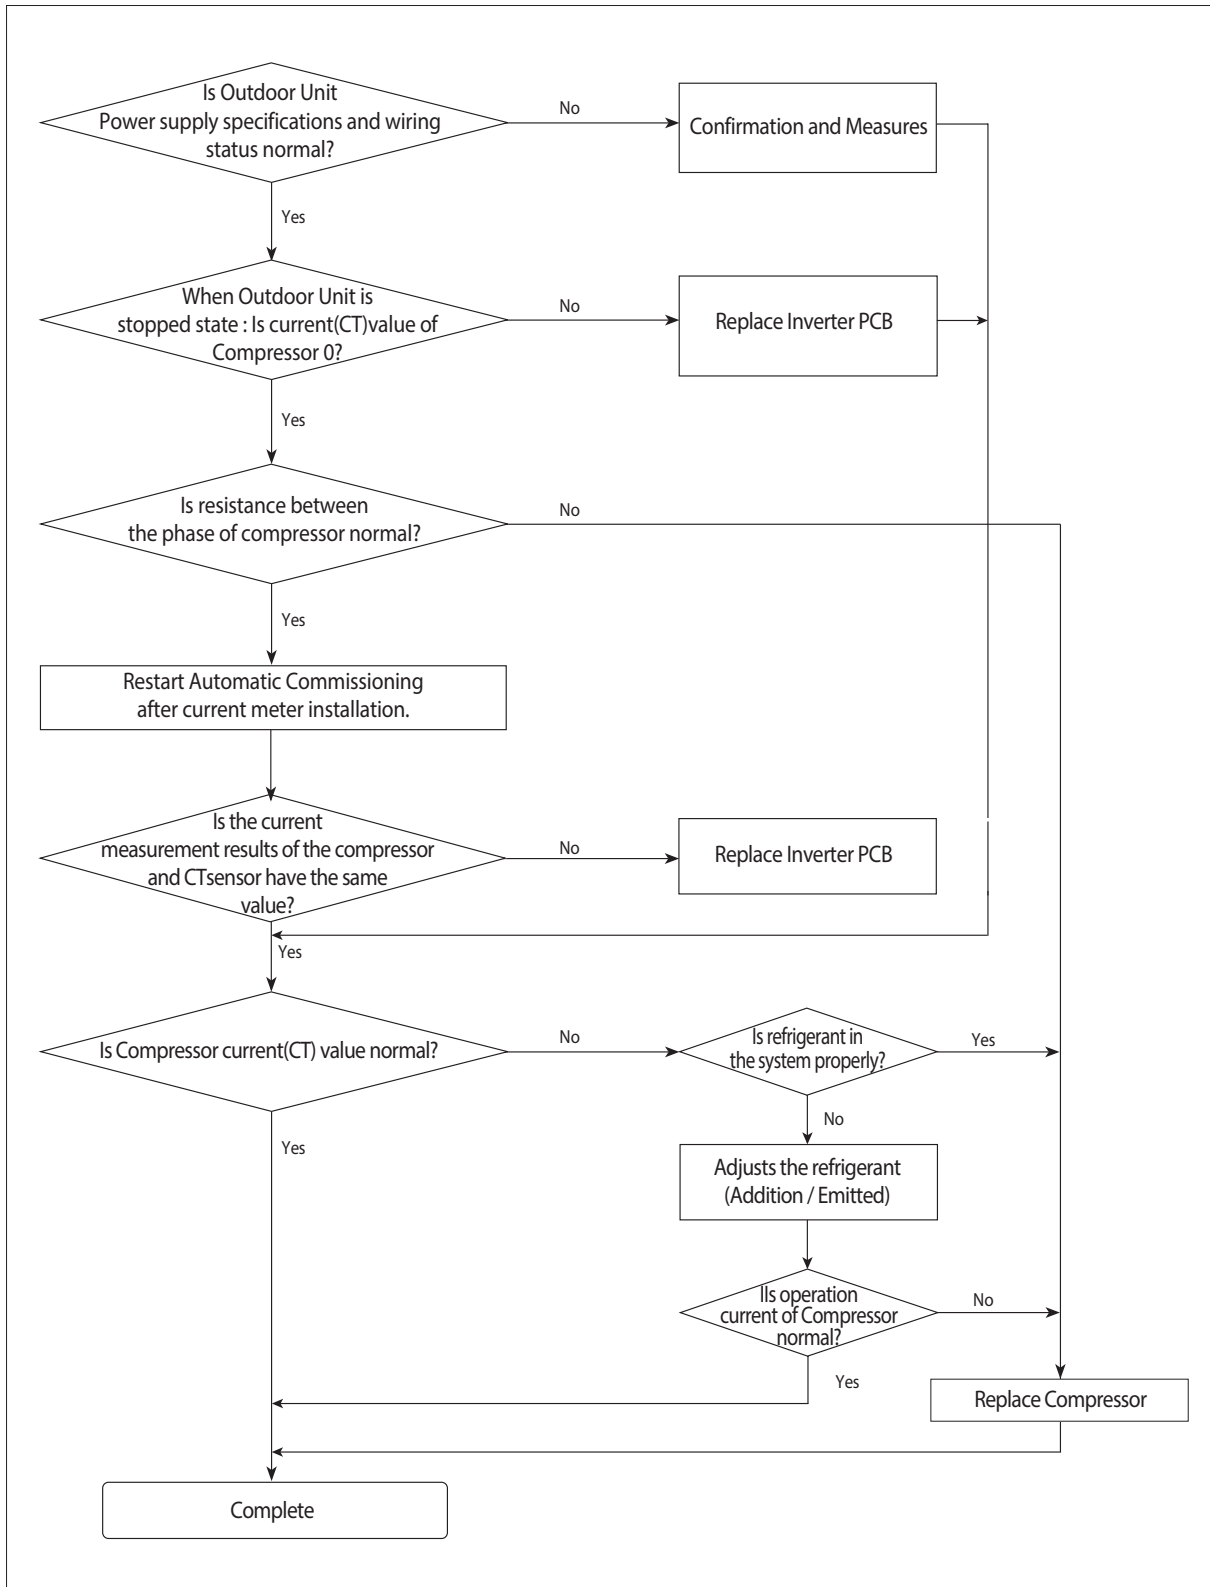 Is Outdoor Unit
Power supply specifications and wiring
status normal?
No
Confirmation and Measures
Yes
When Outdoor Unit is
stopped state : Is current(CT)value of
Compressor 0?
No
Replace Inverter PCB
Yes
Is resistance between
the phase of compressor normal?
No
Yes
Restart Automatic Commissioning
after current meter installation.
Is the current
measurement results of the compressor
and CTsensor have the same
value?
No
Replace Inverter PCB
Yes
Is Compressor current(CT) value normal?
No
Is refrigerant in
the system properly?
Yes
No
Yes
Adjusts the refrigerant
(Addition / Emitted)
IIs operation
current of Compressor
normal?
No
Yes
Replace Compressor
Complete